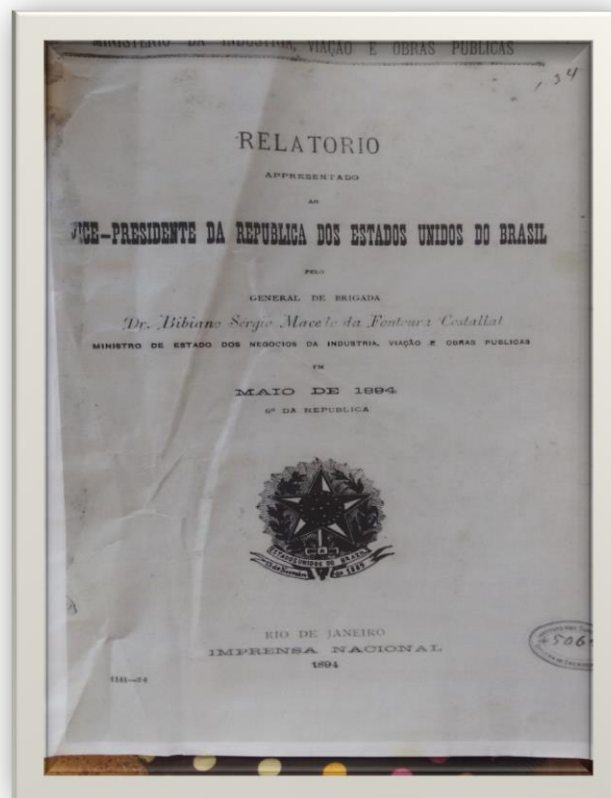 MINISTERIO DA INDUSTRIA, VIAÇÃO E OBRAS PUBLICAS
, 34
RELATORIO
APPRESENTADO
AO
VICE-PRESIDENTE DA REPUBLICA DOS ESTADOS UNIDOS DO BRASIL
PELO
GENERAL DE BRIGADA
Dr. Bibiano Sergio Macedo da Fontoura Costallat
MINISTRO DE ESTADO DOS NEGOCIOS DA INDUSTRIA, VIAÇÃO E OBRAS PUBLICAS
EM
MAIO DE 1894
6º DA REPUBLICA
ESTADOS UNIDOS DO BRAZIL
15 de Novembro de 1889
RIO DE JANEIRO
IMPRENSA NACIONAL
1894